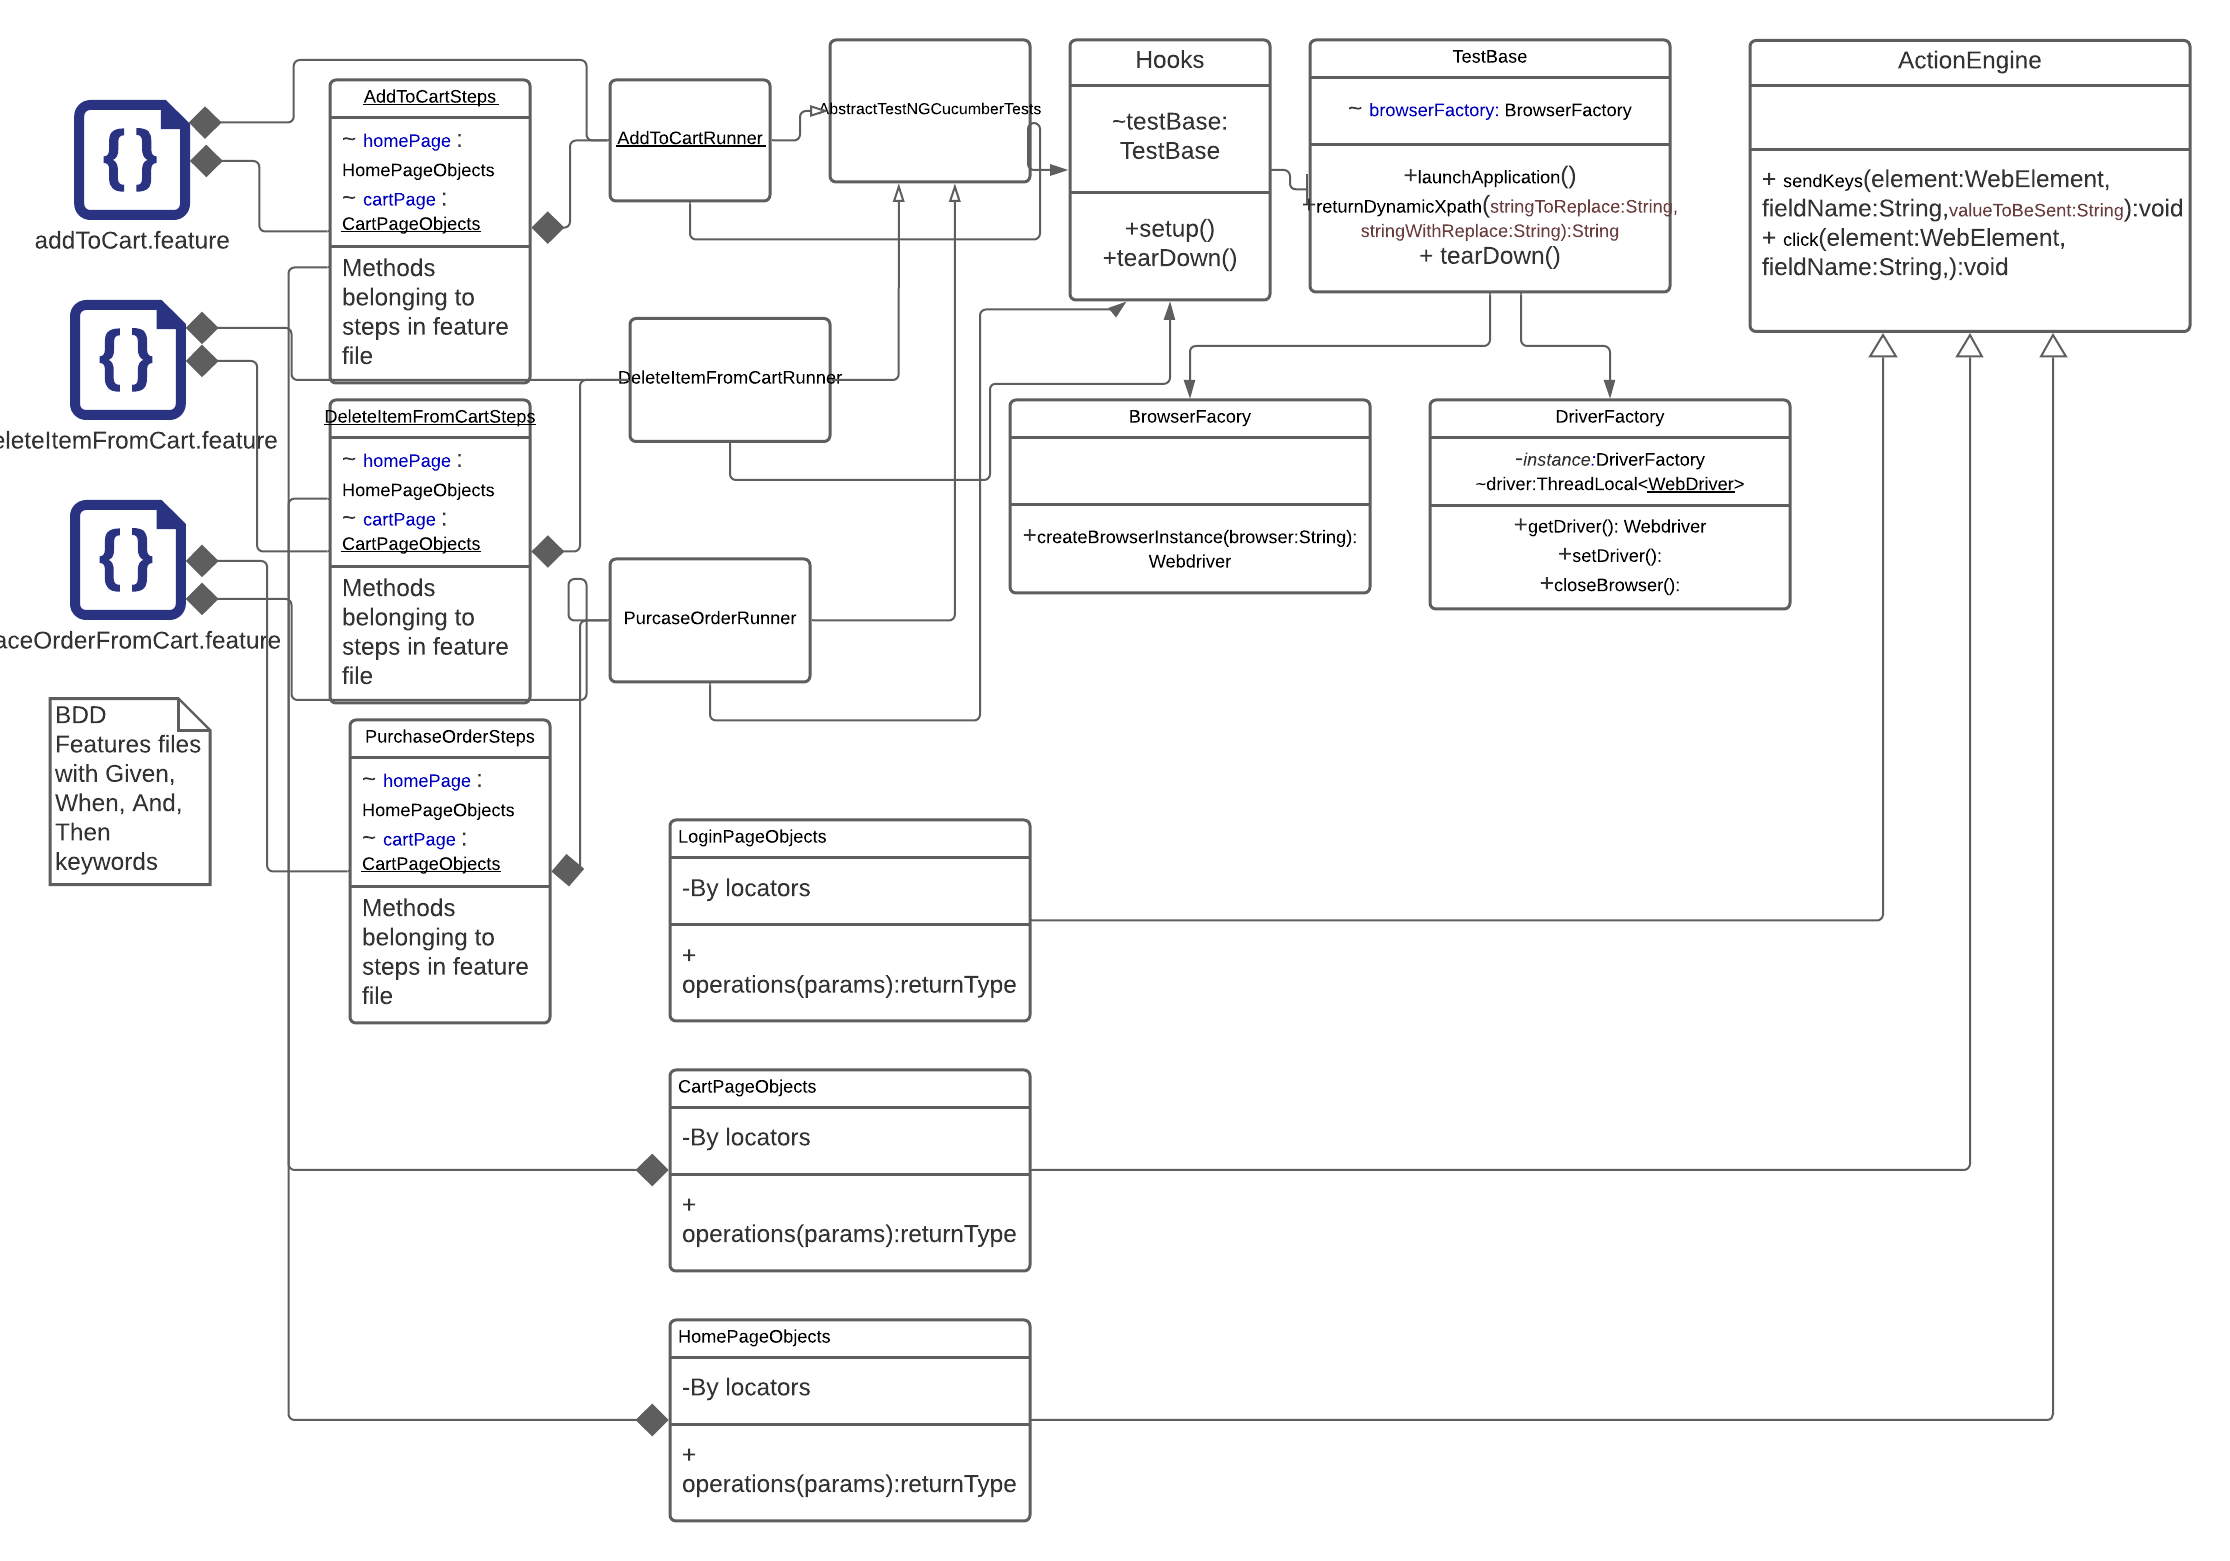 addToCart.feature
eleteItemFromCart.feature
aceOrderFromCart.feature
BDD
Features files
with Given,
When, And,
Then
keywords
AddToCartSteps
~ homePage :
HomePageObjects
~ cartPage :
CartPageObjects
Methods
belonging to
steps in feature
file
DeleteItemFromCartSteps
~ homePage :
HomePageObjects
~ cartPage :
CartPageObjects
Methods
belonging to
steps in feature
file
PurchaseOrderSteps
~ homePage :
HomePageObjects
~ cartPage :
CartPageObjects
Methods
belonging to
steps in feature
file
AddToCartRunner
DeleteItemFromCartRunner
PurcaseOrderRunner
AbstractTestNGCucumberTests
Hooks
~testBase:
TestBase
+setup()
+tearDown()
TestBase
~ browserFactory: BrowserFactory
+launchApplication()
+returnDynamicXpath(stringToReplace:String,
stringWithReplace:String):String
+ tearDown()
ActionEngine
+ sendKeys(element:WebElement,
fieldName:String,valueToBeSent:String):void
+ click(element:WebElement,
fieldName:String,):void
BrowserFacory
+createBrowserInstance(browser:String):
Webdriver
DriverFactory
-instance:DriverFactory
~driver:ThreadLocal<WebDriver>
+getDriver(): Webdriver
+setDriver():
+closeBrowser():
LoginPageObjects
-By locators
+
operations(params):returnType
CartPageObjects
-By locators
+
operations(params):returnType
HomePageObjects
-By locators
+
operations(params):returnType